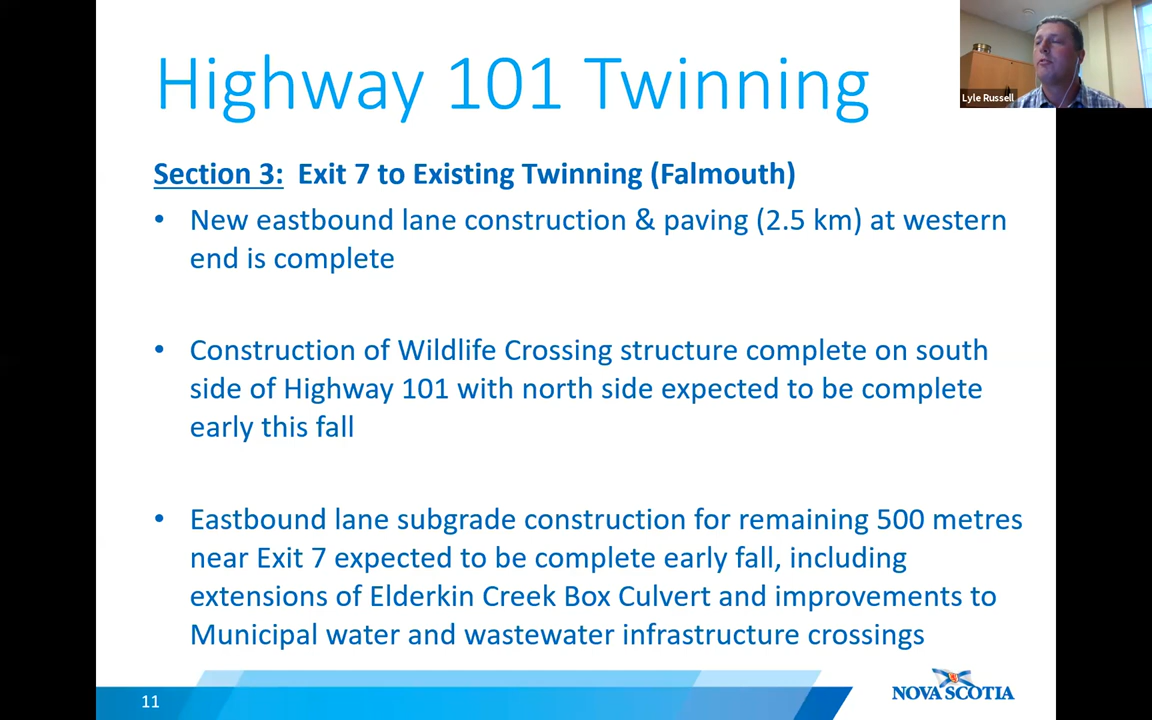 Highway 101 Twinning
Lyle Russell
Section 3: Exit 7 to Existing Twinning (Falmouth)
• New eastbound lane construction & paving (2.5 km) at western
end is complete
• Construction of Wildlife Crossing structure complete on south
side of Highway 101 with north side expected to be complete
early this fall
• Eastbound lane subgrade construction for remaining 500 metres
near Exit 7 expected to be complete early fall, including
extensions of Elderkin Creek Box Culvert and improvements to
Municipal water and wastewater infrastructure crossings
11
NOVA SCOTIA